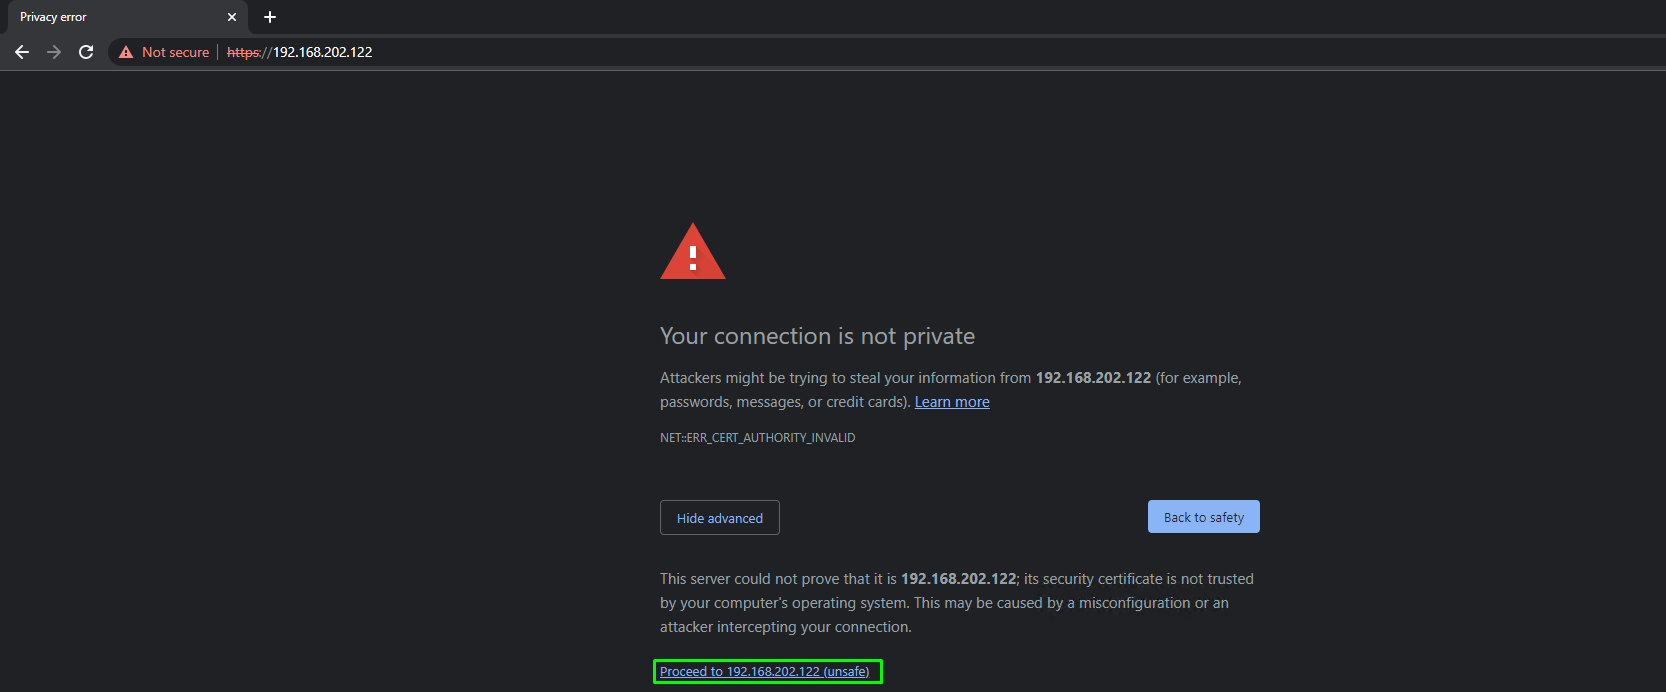 Privacy error
Not secure https://192.168.202.122
Your connection is not private
Attackers might be trying to steal your information from 192.168.202.122 (for example,
passwords, messages, or credit cards). Learn more
NET::ERR_CERT_AUTHORITY_INVALID
Hide advanced
Back to safety
This server could not prove that it is 192.168.202.122; its security certificate is not trusted
by your computer's operating system. This may be caused by a misconfiguration or an
attacker intercepting your connection.
Proceed to 192.168.202.122 (unsafe)